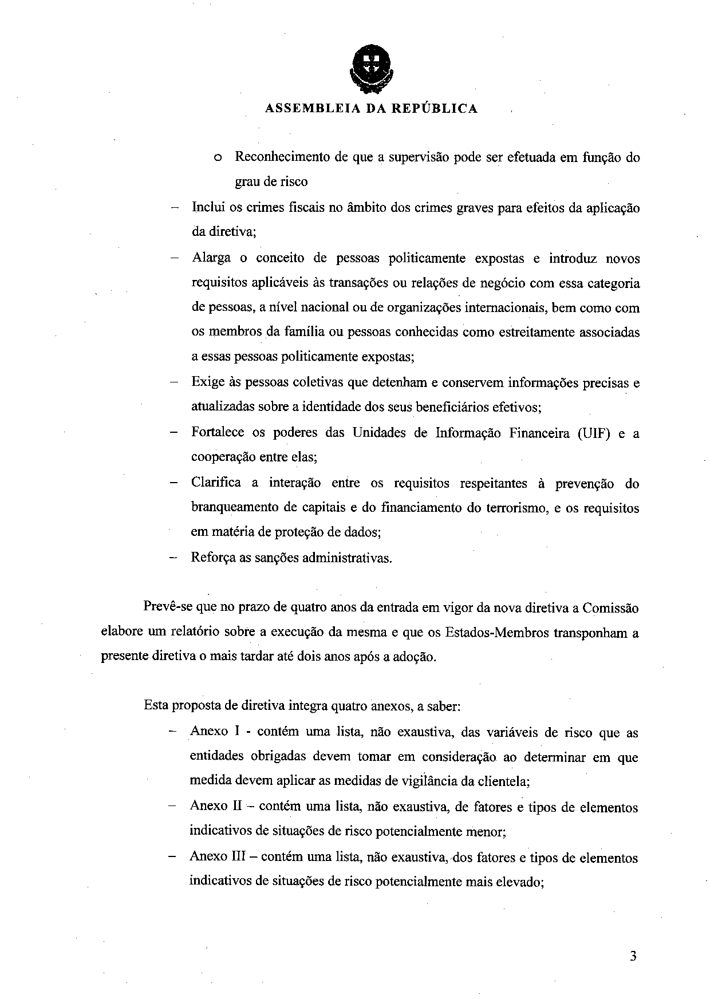 ASSEMBLEIA DA REPÚBLICA
o Reconhecimento de que a supervisão pode ser efetuada em função do
grau de risco
– Inclui os crimes fiscais no âmbito dos crimes graves para efeitos da aplicação
da diretiva;
– Alarga o conceito de pessoas politicamente expostas e introduz novos
requisitos aplicáveis às transações ou relações de negócio com essa categoria
de pessoas, a nível nacional ou de organizações internacionais, bem como com
os membros da família ou pessoas conhecidas como estreitamente associadas
a essas pessoas politicamente expostas;
– Exige às pessoas coletivas que detenham e conservem informações precisas e
atualizadas sobre a identidade dos seus beneficiários efetivos;
– Fortalece os poderes das Unidades de Informação Financeira (UIF) e a
cooperação entre elas;
– Clarifica a interação entre os requisitos respeitantes à prevenção do
branqueamento de capitais e do financiamento do terrorismo, e os requisitos
em matéria de proteção de dados;
– Reforça as sanções administrativas.
Prevê-se que no prazo de quatro anos da entrada em vigor da nova diretiva a Comissão
elabore um relatório sobre a execução da mesma e que os Estados-Membros transponham a
presente diretiva o mais tardar até dois anos após a adoção.
Esta proposta de diretiva integra quatro anexos, a saber:
– Anexo I - contém uma lista, não exaustiva, das variáveis de risco que as
entidades obrigadas devem tomar em consideração ao determinar em que
medida devem aplicar as medidas de vigilância da clientela;
– Anexo II – contém uma lista, não exaustiva, de fatores e tipos de elementos
indicativos de situações de risco potencialmente menor;
– Anexo III – contém uma lista, não exaustiva, dos fatores e tipos de elementos
indicativos de situações de risco potencialmente mais elevado;
3